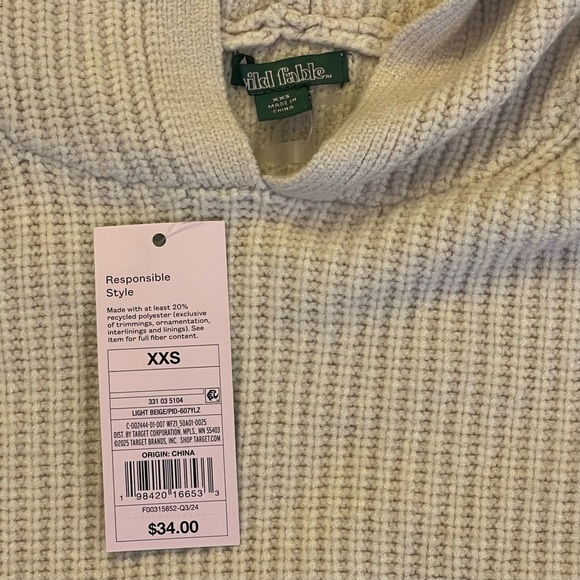 ild fable™
XXS
MADE IN
CHINA
Responsible
Style
Made with at least 20%
recycled polyester (exclusive
of trimmings, ornamentation,
interlinings and linings). See
item for full fiber content.
XXS
331 03 5104
LIGHT BEIGE/PID-607YLZ
C-002444-01-007 WFZ1_50A01-0025
DIST. BY TARGET CORPORATION, MPLS., MN 55403
©2025 TARGET BRANDS, INC. SHOP TARGET.COM
ORIGIN: CHINA
1 98420 16653 3
F00315852-Q3/24
$34.00